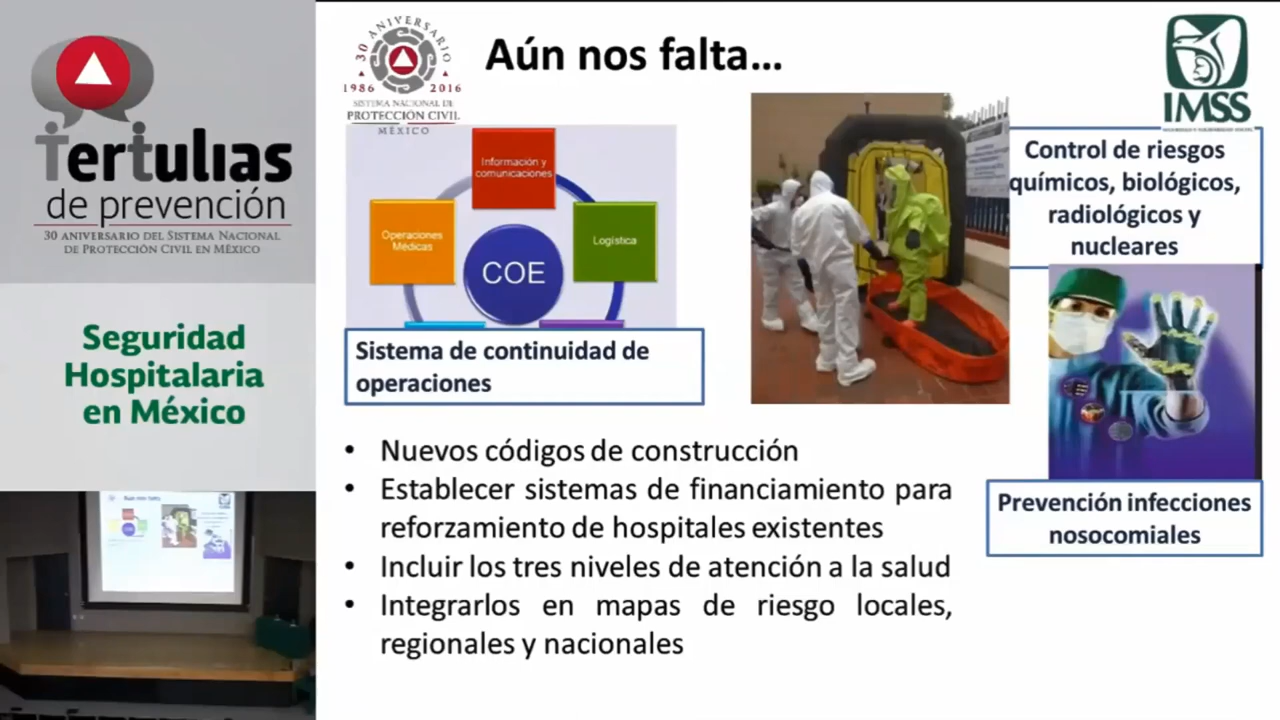 Tertulias
de prevención
30 ANIVERSARIO DEL SISTEMA NACIONAL
DE PROTECCIÓN CIVIL EN MÉXICO
Seguridad
Hospitalaria
en México
30 ANIVERSARIO
1986 2016
SISTEMA NACIONAL DE
PROTECCIÓN CIVIL
MÉXICO
Aún nos falta...
IMSS
Información y
comunicaciones
Operaciones
Médicas
Logística
COE
Sistema de continuidad de
operaciones
Control de riesgos
químicos, biológicos,
radiológicos y
nucleares
Prevención infecciones
nosocomiales
• Nuevos códigos de construcción
• Establecer sistemas de financiamiento para
reforzamiento de hospitales existentes
• Incluir los tres niveles de atención a la salud
• Integrarlos en mapas de riesgo locales,
regionales y nacionales